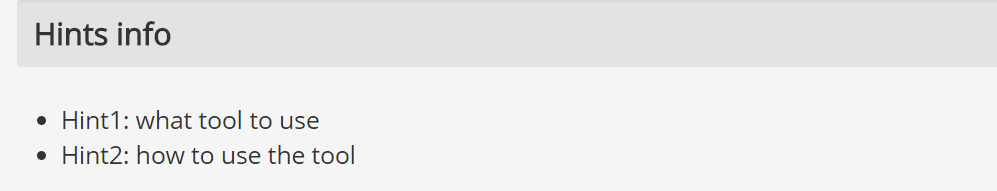 Hints info
Hint1: what tool to use
Hint2: how to use the tool